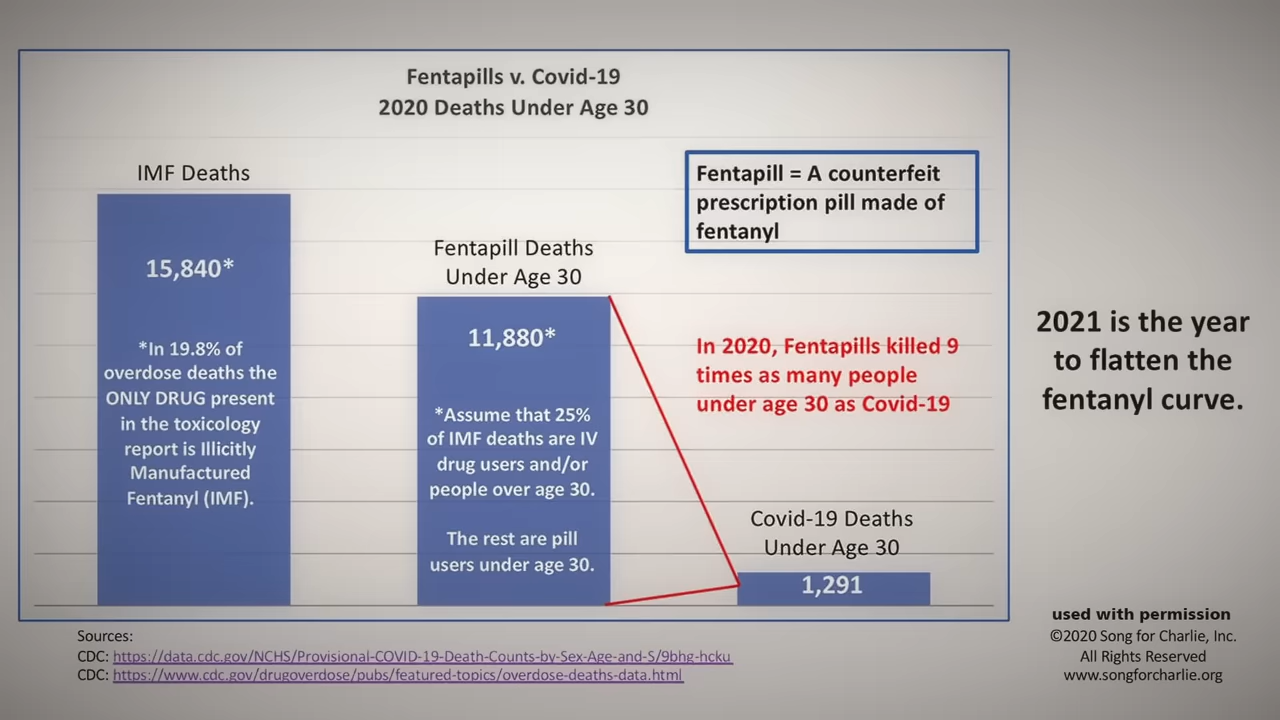 Fentapills v. Covid-19
2020 Deaths Under Age 30
IMF Deaths
15,840*
*In 19.8% of
overdose deaths the
ONLY DRUG present
in the toxicology
report is Illicitly
Manufactured
Fentanyl (IMF).
Fentapill Deaths
Under Age 30
11,880*
*Assume that 25%
of IMF deaths are IV
drug users and/or
people over age 30.
The rest are pill
users under age 30.
Fentapill = A counterfeit
prescription pill made of
fentanyl
In 2020, Fentapills killed 9
times as many people
under age 30 as Covid-19
Covid-19 Deaths
Under Age 30
1,291
2021 is the year
to flatten the
fentanyl curve.
Sources:
CDC: https://data.cdc.gov/NCHS/Provisional-COVID-19-Death-Counts-by-Sex-Age-and-S/9bhg-hcku
CDC: https://www.cdc.gov/drugoverdose/pubs/featured-topics/overdose-deaths-data.html
used with permission
©2020 Song for Charlie, Inc.
All Rights Reserved
www.songforcharlie.org